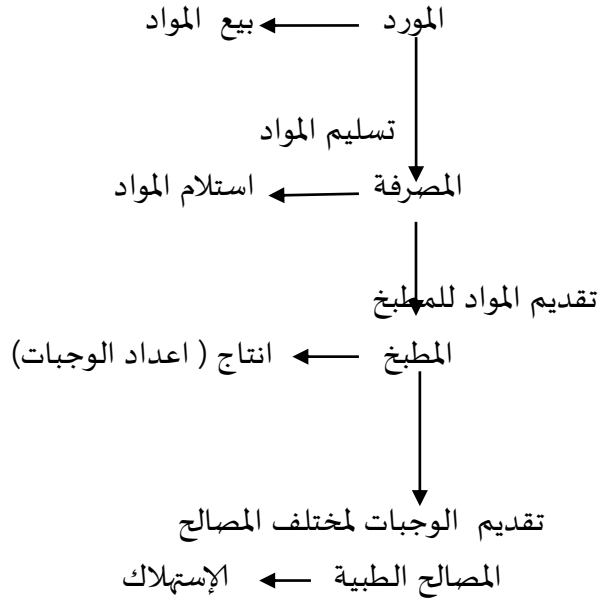 المورد بيع المواد
تسليم المواد
المصرفة استلام المواد
تقديم المواد للمطبخ
المطبخ انتاج ( اعداد الوجبات)
تقديم الوجبات لمختلف المصالح
المصالح الطبية الإستهلاك